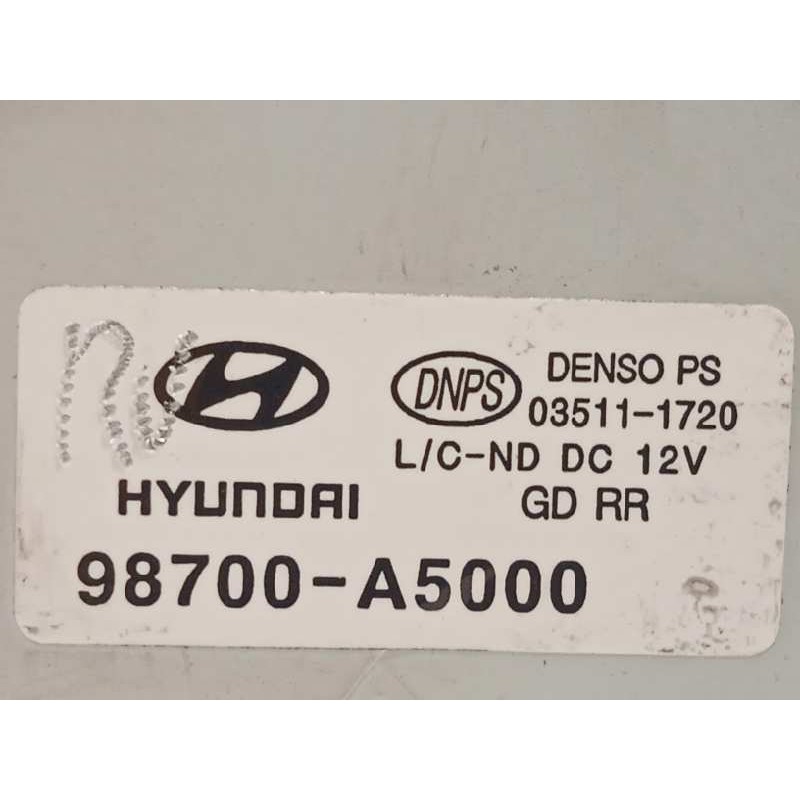 DNPS DENSO PS
03511-1720
L/C-ND DC 12V
HYUNDAI GD RR
98700-A5000